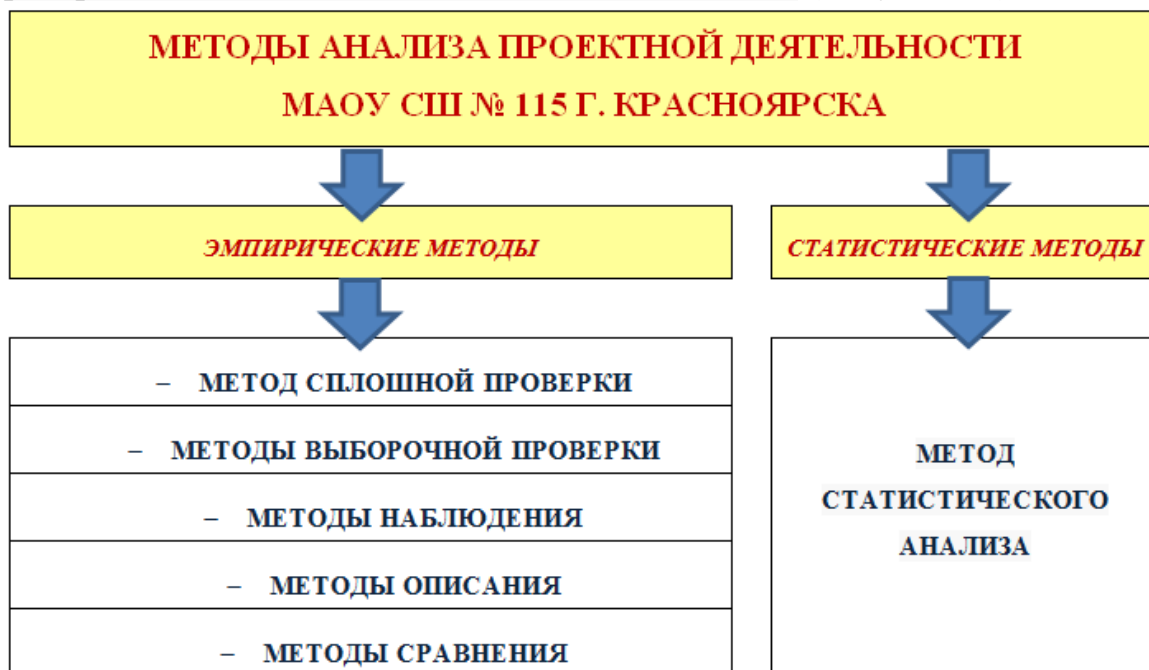 МЕТОДЫ АНАЛИЗА ПРОЕКТНОЙ ДЕЯТЕЛЬНОСТИ
МАОУ СШ № 115 Г. КРАСНОЯРСКА
ЭМПИРИЧЕСКИЕ МЕТОДЫ
– МЕТОД СПЛОШНОЙ ПРОВЕРКИ
– МЕТОДЫ ВЫБОРОЧНОЙ ПРОВЕРКИ
– МЕТОДЫ НАБЛЮДЕНИЯ
– МЕТОДЫ ОПИСАНИЯ
– МЕТОДЫ СРАВНЕНИЯ
СТАТИСТИЧЕСКИЕ МЕТОДЫ
МЕТОД
СТАТИСТИЧЕСКОГО
АНАЛИЗА